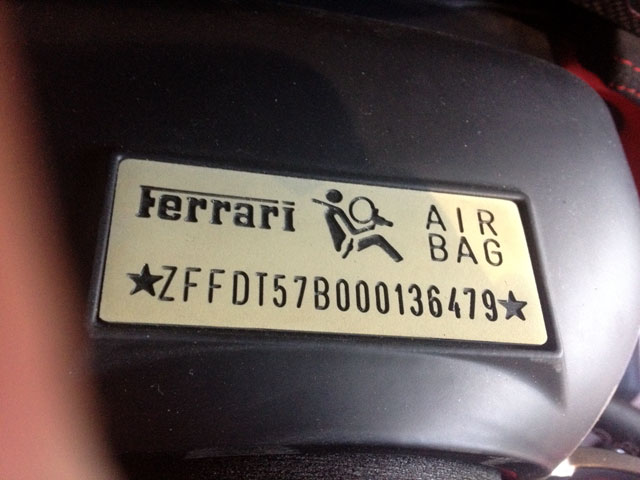 Ferrari
AIR
BAG
★ZFFDT57B000136479★